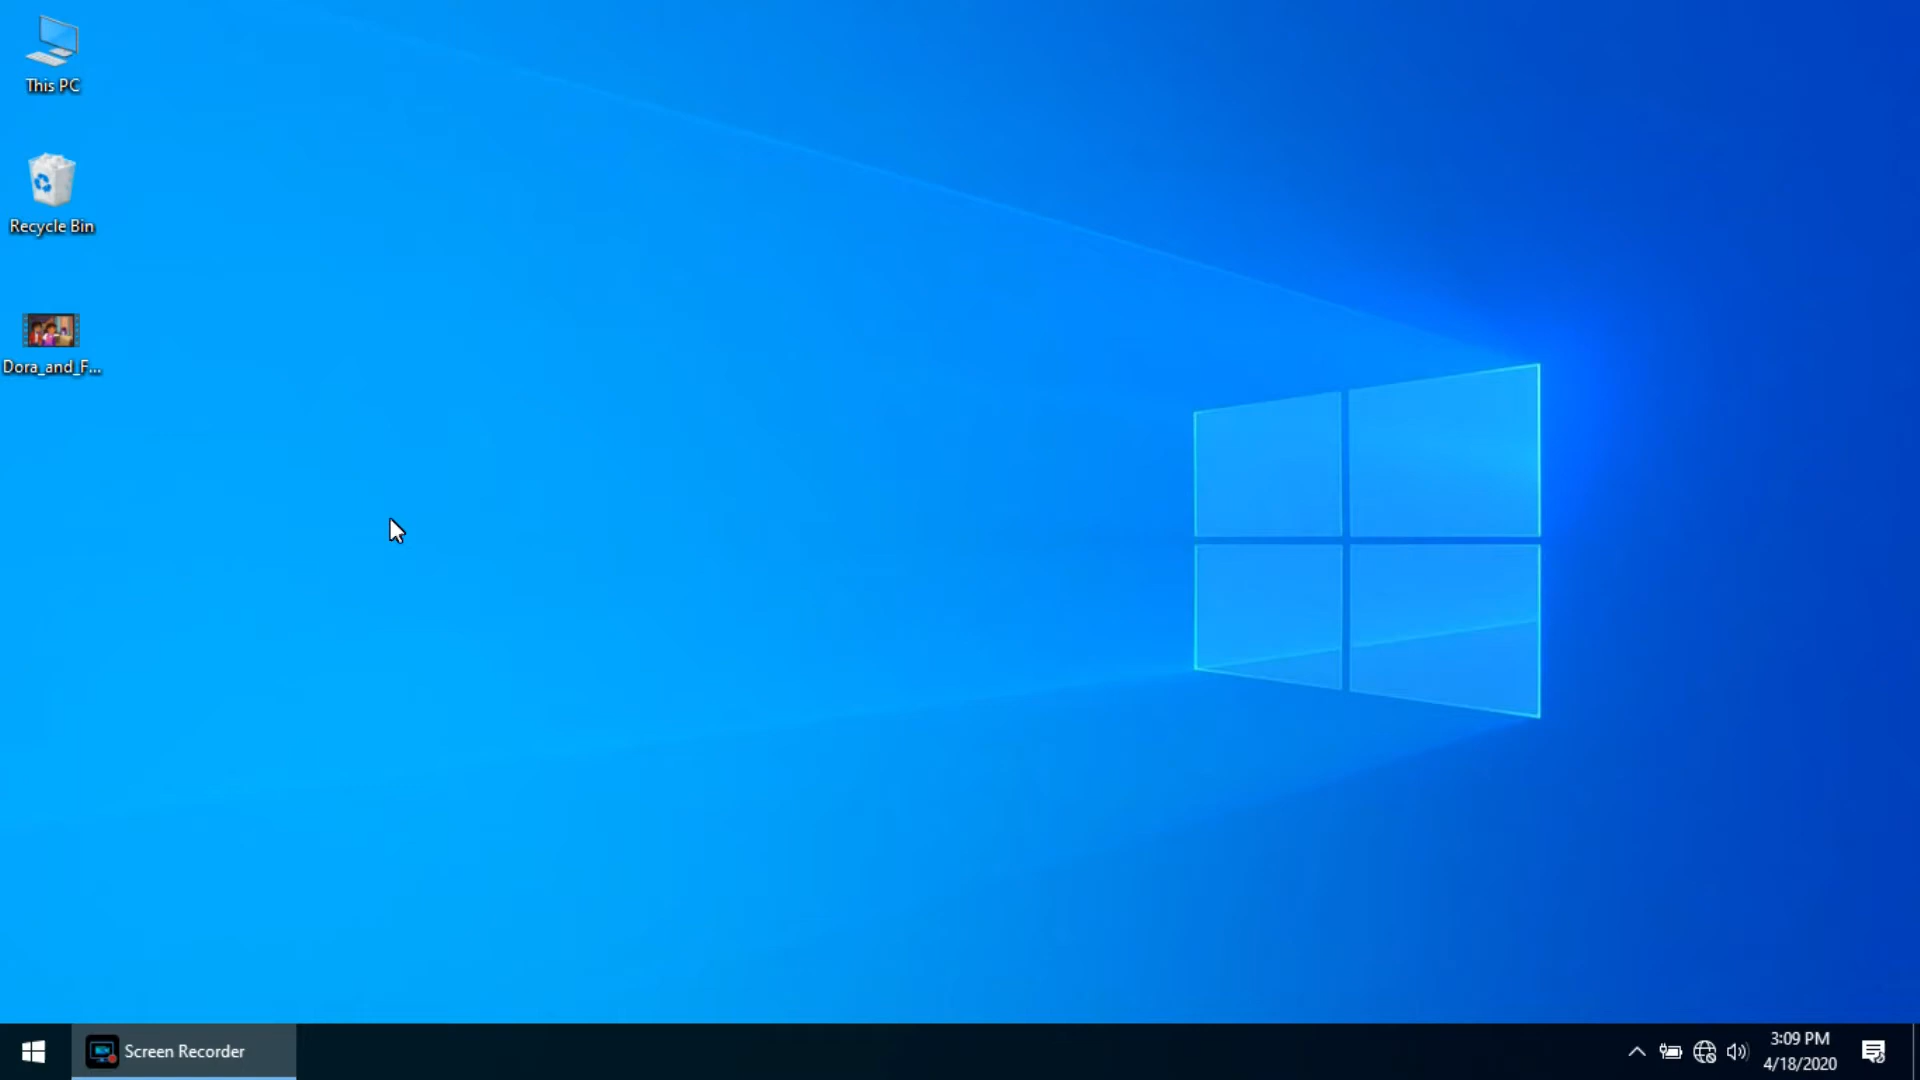 This PC
Recycle Bin
Dora_and_F...
Screen Recorder
3:09 PM
4/18/2020